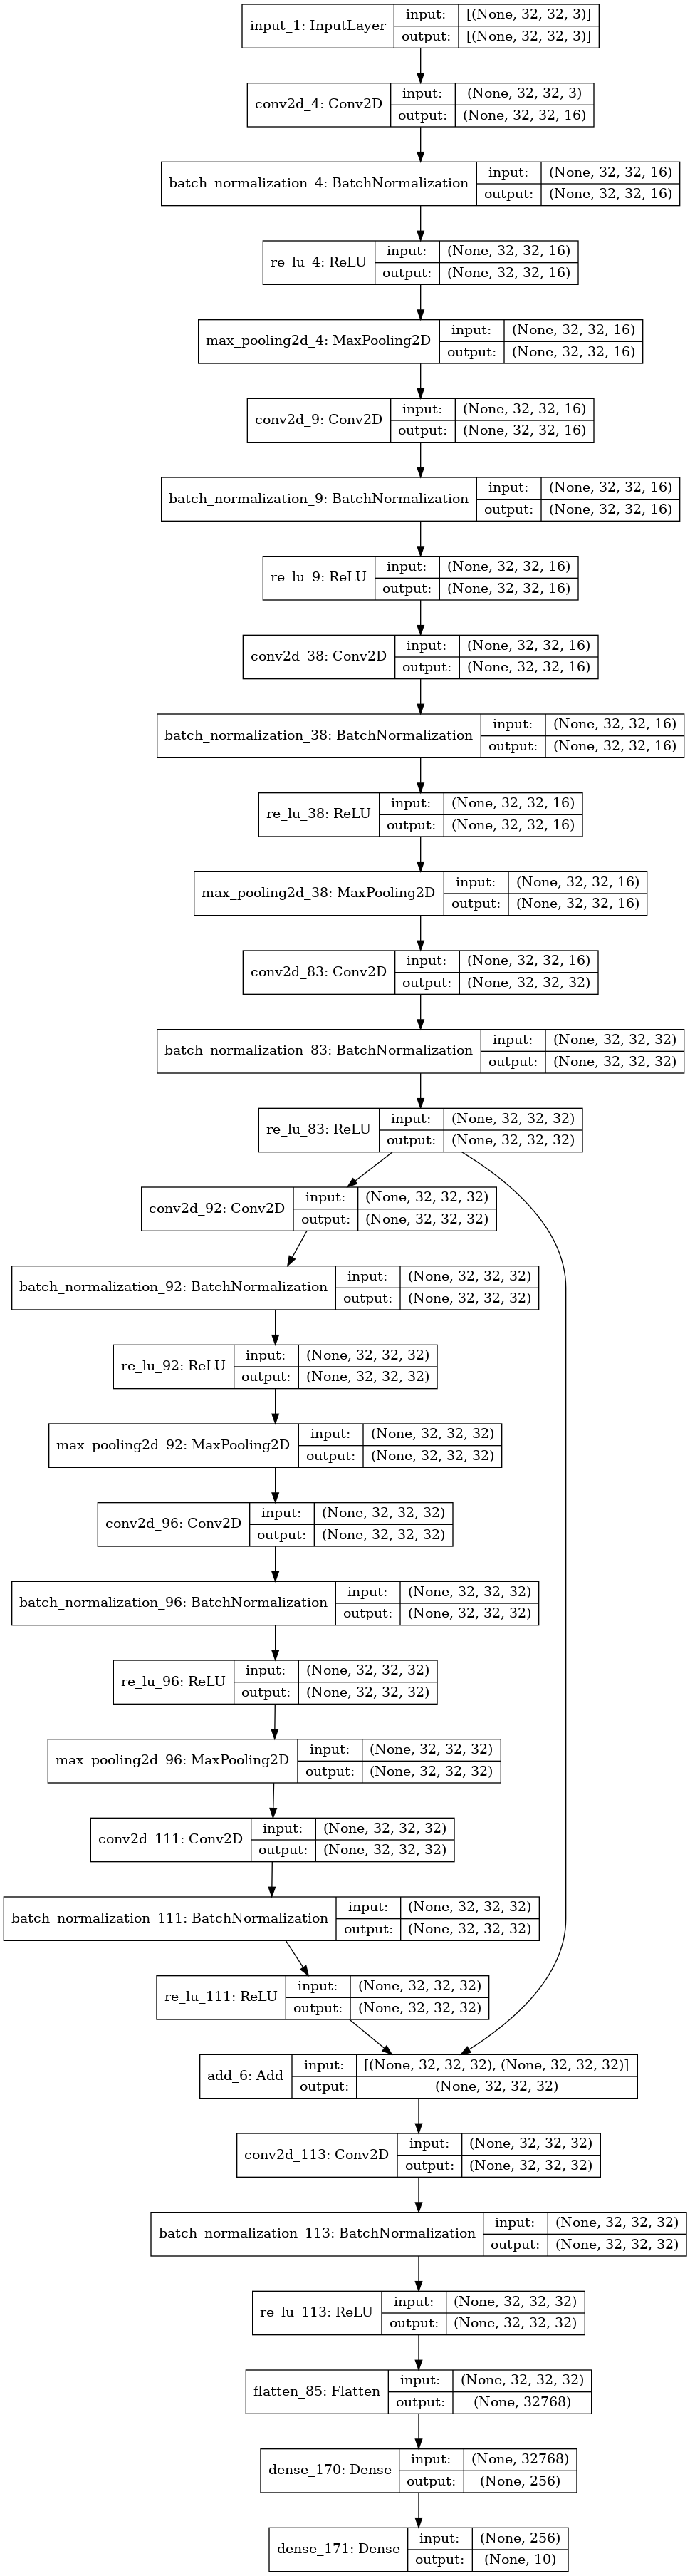 input_1: InputLayer
input: [(None, 32, 32, 3)]
output: [(None, 32, 32, 3)]
conv2d_4: Conv2D
input: (None, 32, 32, 3)
output: (None, 32, 32, 16)
batch_normalization_4: BatchNormalization
input: (None, 32, 32, 16)
output: (None, 32, 32, 16)
re_lu_4: ReLU
input: (None, 32, 32, 16)
output: (None, 32, 32, 16)
max_pooling2d_4: MaxPooling2D
input: (None, 32, 32, 16)
output: (None, 32, 32, 16)
conv2d_9: Conv2D
input: (None, 32, 32, 16)
output: (None, 32, 32, 16)
batch_normalization_9: BatchNormalization
input: (None, 32, 32, 16)
output: (None, 32, 32, 16)
re_lu_9: ReLU
input: (None, 32, 32, 16)
output: (None, 32, 32, 16)
conv2d_38: Conv2D
input: (None, 32, 32, 16)
output: (None, 32, 32, 16)
batch_normalization_38: BatchNormalization
input: (None, 32, 32, 16)
output: (None, 32, 32, 16)
re_lu_38: ReLU
input: (None, 32, 32, 16)
output: (None, 32, 32, 16)
max_pooling2d_38: MaxPooling2D
input: (None, 32, 32, 16)
output: (None, 32, 32, 16)
conv2d_83: Conv2D
input: (None, 32, 32, 16)
output: (None, 32, 32, 32)
batch_normalization_83: BatchNormalization
input: (None, 32, 32, 32)
output: (None, 32, 32, 32)
re_lu_83: ReLU
input: (None, 32, 32, 32)
output: (None, 32, 32, 32)
conv2d_92: Conv2D
input: (None, 32, 32, 32)
output: (None, 32, 32, 32)
batch_normalization_92: BatchNormalization
input: (None, 32, 32, 32)
output: (None, 32, 32, 32)
re_lu_92: ReLU
input: (None, 32, 32, 32)
output: (None, 32, 32, 32)
max_pooling2d_92: MaxPooling2D
input: (None, 32, 32, 32)
output: (None, 32, 32, 32)
conv2d_96: Conv2D
input: (None, 32, 32, 32)
output: (None, 32, 32, 32)
batch_normalization_96: BatchNormalization
input: (None, 32, 32, 32)
output: (None, 32, 32, 32)
re_lu_96: ReLU
input: (None, 32, 32, 32)
output: (None, 32, 32, 32)
max_pooling2d_96: MaxPooling2D
input: (None, 32, 32, 32)
output: (None, 32, 32, 32)
conv2d_111: Conv2D
input: (None, 32, 32, 32)
output: (None, 32, 32, 32)
batch_normalization_111: BatchNormalization
input: (None, 32, 32, 32)
output: (None, 32, 32, 32)
re_lu_111: ReLU
input: (None, 32, 32, 32)
output: (None, 32, 32, 32)
add_6: Add
input: [(None, 32, 32, 32), (None, 32, 32, 32)]
output: (None, 32, 32, 32)
conv2d_113: Conv2D
input: (None, 32, 32, 32)
output: (None, 32, 32, 32)
batch_normalization_113: BatchNormalization
input: (None, 32, 32, 32)
output: (None, 32, 32, 32)
re_lu_113: ReLU
input: (None, 32, 32, 32)
output: (None, 32, 32, 32)
flatten_85: Flatten
input: (None, 32, 32, 32)
output: (None, 32768)
dense_170: Dense
input: (None, 32768)
output: (None, 256)
dense_171: Dense
input: (None, 256)
output: (None, 10)